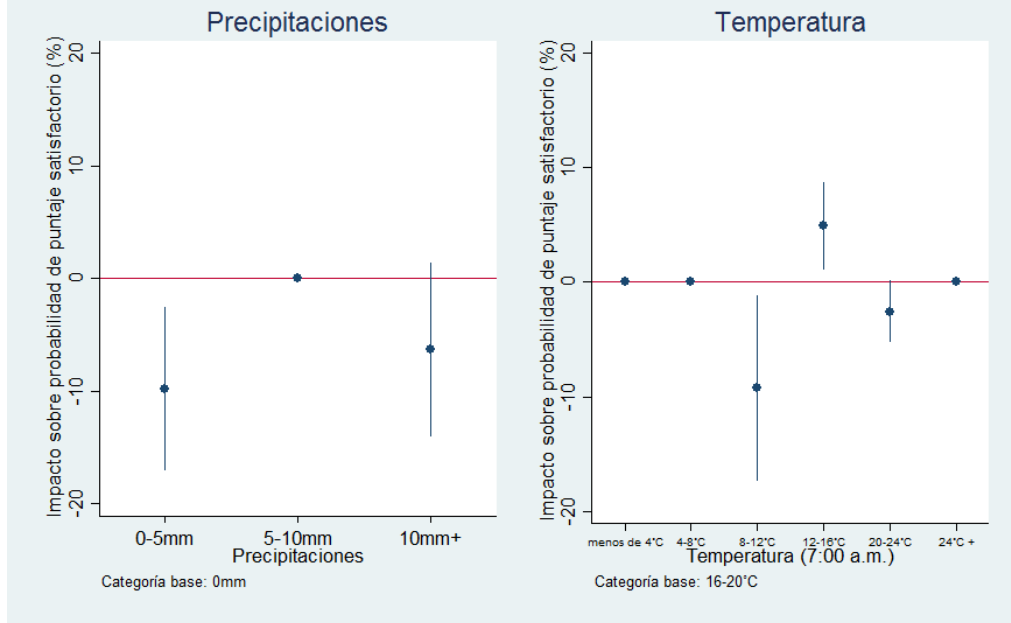 Precipitaciones
Impacto sobre probabilidad de puntaje satisfactorio (%)
20
10
0
-10
-20
0-5mm 5-10mm 10mm+
Precipitaciones
Categoría base: 0mm
Temperatura
Impacto sobre probabilidad de puntaje satisfactorio (%)
20
10
0
-10
-20
menos de 4°C 4-8°C 8-12°C 12-16°C 20-24°C 24°C +
Temperatura (7:00 a.m.)
Categoría base: 16-20°C